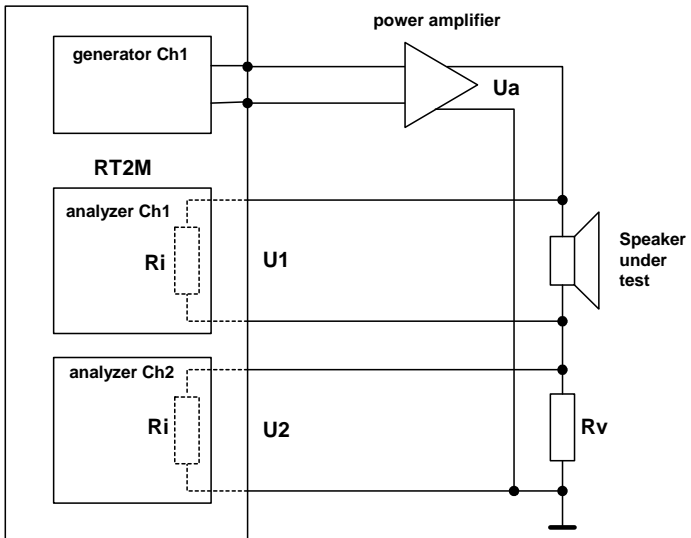 power amplifier
generator Ch1
Ua
RT2M
analyzer Ch1
Ri
U1
Speaker
under
test
analyzer Ch2
Ri
U2
Rv